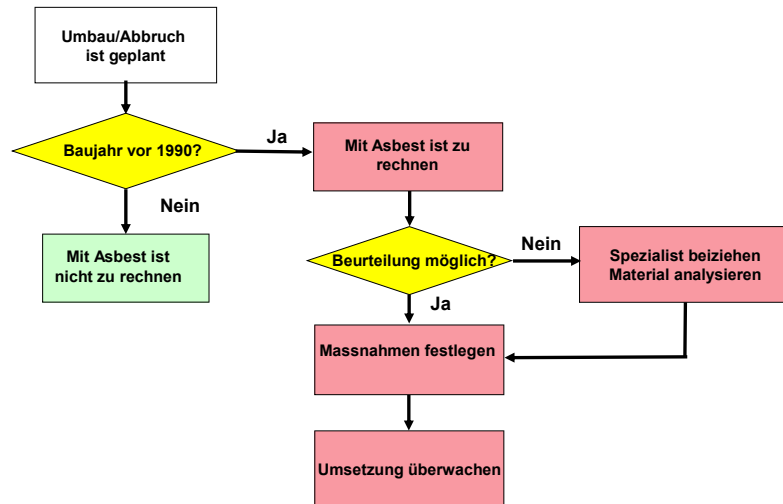 Umbau/Abbruch
ist geplant
Baujahr vor 1990?
Ja
Mit Asbest ist zu
rechnen
Nein
Mit Asbest ist
nicht zu rechnen
Beurteilung möglich?
Nein
Spezialist beiziehen
Material analysieren
Ja
Massnahmen festlegen
Umsetzung überwachen